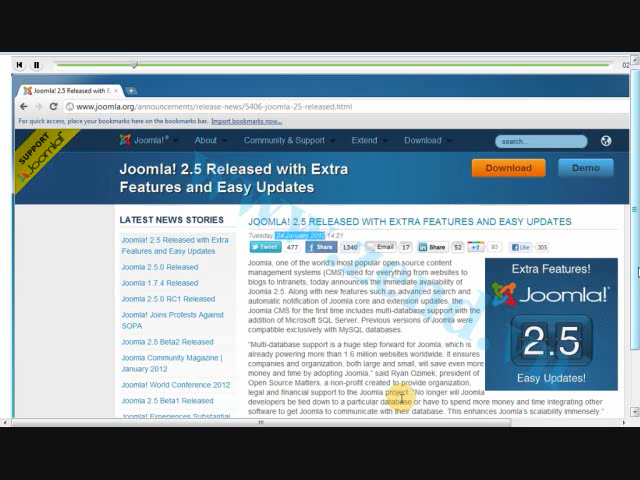 02
Joomla! 2.5 Released with E
www.joomla.org/announcements/release-news/5406-joomla-25-released.html
For quick access, place your bookmarks here on the bookmarks bar. Import bookmarks now...
SUPPORT
Joomla!
Joomla!® About Community & Support Extend Download search...
Joomla! 2.5 Released with Extra
Features and Easy Updates
Download Demo
LATEST NEWS STORIES
Joomla! 2.5 Released with Extra
Features and Easy Updates
Joomla 2.5.0 Released
Joomla 1.7.4 Released
Joomla 2.5.0 RC1 Released
Joomla! Joins Protests Against
SOPA
Joomla 2.5 Beta2 Released
Joomla Community Magazine |
January 2012
Joomla! World Conference 2012
Joomla 2.5 Beta1 Released
Joomla! Experiences Substantial
JOOMLA! 2.5 RELEASED WITH EXTRA FEATURES AND EASY UPDATES
Tuesday, 24 January 2012 14:21
Tweet 477 Share 1340 Email 17 Share 52 +1 93 Like 305
Joomla, one of the world's most popular open source content
management systems (CMS) used for everything from websites to
blogs to Intranets, today announces the immediate availability of
Joomla 2.5. Along with new features such as advanced search and
automatic notification of Joomla core and extension updates, the
Joomla CMS for the first time includes multi-database support with the
addition of Microsoft SQL Server. Previous versions of Joomla were
compatible exclusively with MySQL databases.
"Multi-database support is a huge step forward for Joomla, which is
already powering more than 1.6 million websites worldwide. It ensures
companies and organization, both large and small, will save even more
money and time by adopting Joomla," said Ryan Ozimek, president of
Open Source Matters, a non-profit created to provide organization,
legal and financial support to the Joomla project. "No longer will Joomla
developers be tied down to a particular database or have to spend more money and time integrating other
software to get Joomla to communicate with their database. This enhances Joomla's scalability immensely."
Extra Features!
Joomla!®
2.5
Easy Updates!